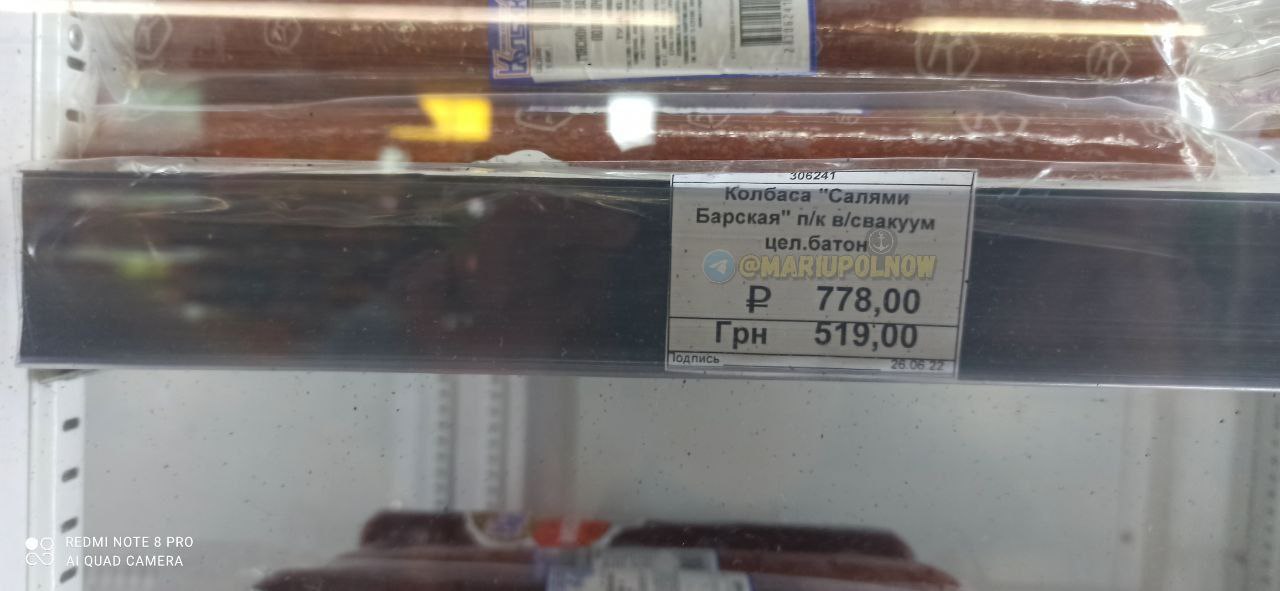 306241
Колбаса "Салями
Барская" п/к в/свакуум
цел.батон
@MARIUPOLNOW
₽ 778,00
Грн 519,00
Подпись 26.06.22
REDMI NOTE 8 PRO
AI QUAD CAMERA